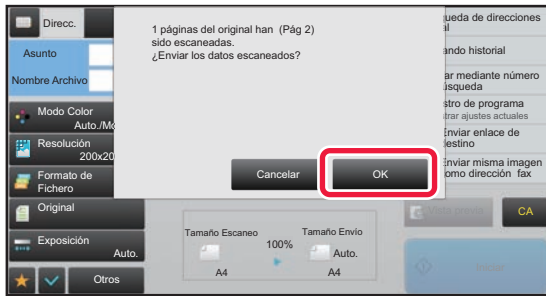 Direcc.
Asunto
Nombre Archivo
Modo Color
Auto./Mo
Resolución
200x20
Formato de
Fichero
Original
Exposición
Auto.
Otros
1 páginas del original han (Pág 2)
sido escaneadas.
¿Enviar los datos escaneados?
Cancelar
OK
Tamaño Escaneo
100%
Tamaño Envío
Auto.
A4
A4
queda de direcciones
al
ando historial
ar mediante número
úsqueda
stro de programa
trar ajustes actuales
Enviar enlace de
destino
Enviar misma imagen
omo dirección fax
CA